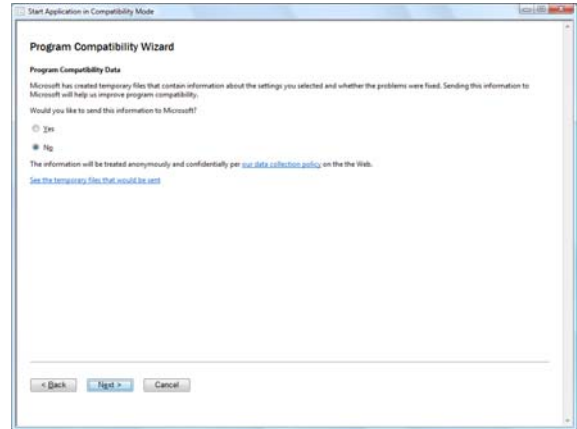 Start Application in Compatibility Mode
Program Compatibility Wizard
Program Compatibility Data
Microsoft has created temporary files that contain information about the settings you selected and whether the problems were fixed. Sending this information to
Microsoft will help us improve program compatibility.
Would you like to send this information to Microsoft?
Yes
No
The information will be treated anonymously and confidentially per our data collection policy on the the Web.
See the temporary files that would be sent
< Back
Next >
Cancel